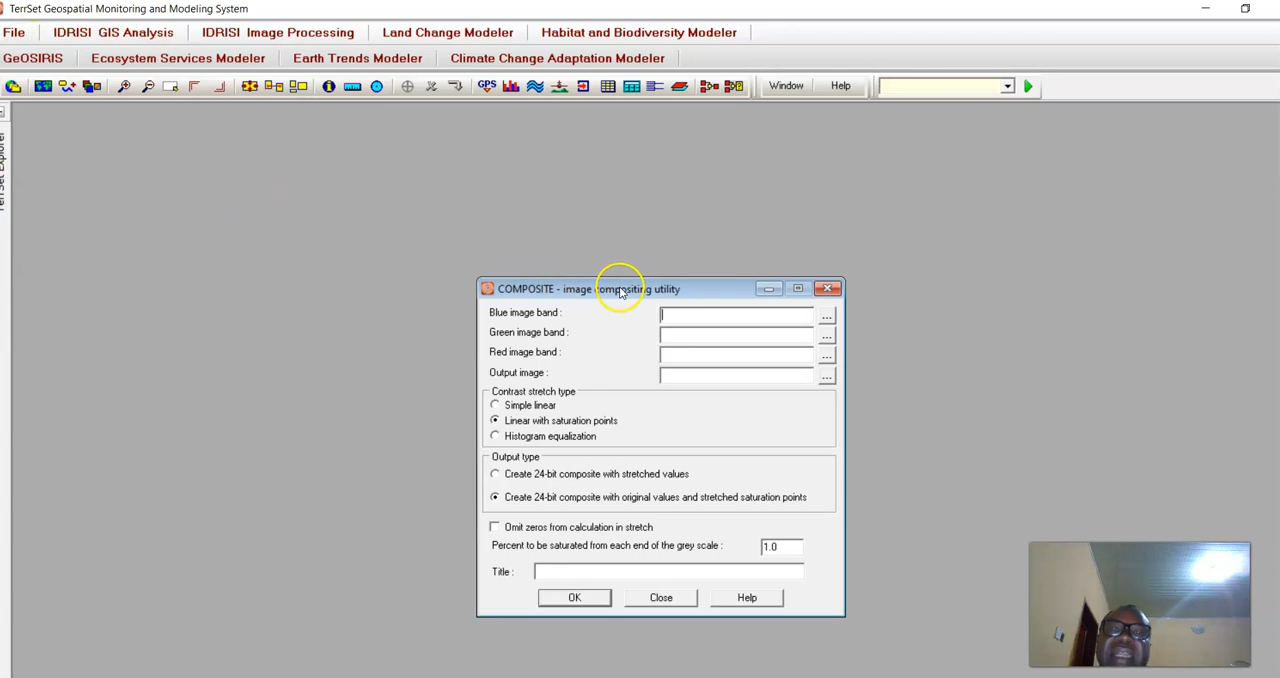 TerrSet Geospatial Monitoring and Modeling System
File IDRISI GIS Analysis IDRISI Image Processing Land Change Modeler Habitat and Biodiversity Modeler
GeOSIRIS Ecosystem Services Modeler Earth Trends Modeler Climate Change Adaptation Modeler
GPS Window Help
TerrSet Explorer
COMPOSITE - image compositing utility
Blue image band :
...
Green image band :
...
Red image band :
...
Output image :
...
Contrast stretch type
Simple linear
Linear with saturation points
Histogram equalization
Output type
Create 24-bit composite with stretched values
Create 24-bit composite with original values and stretched saturation points
Omit zeros from calculation in stretch
Percent to be saturated from each end of the grey scale : 1.0
Title :
OK Close Help